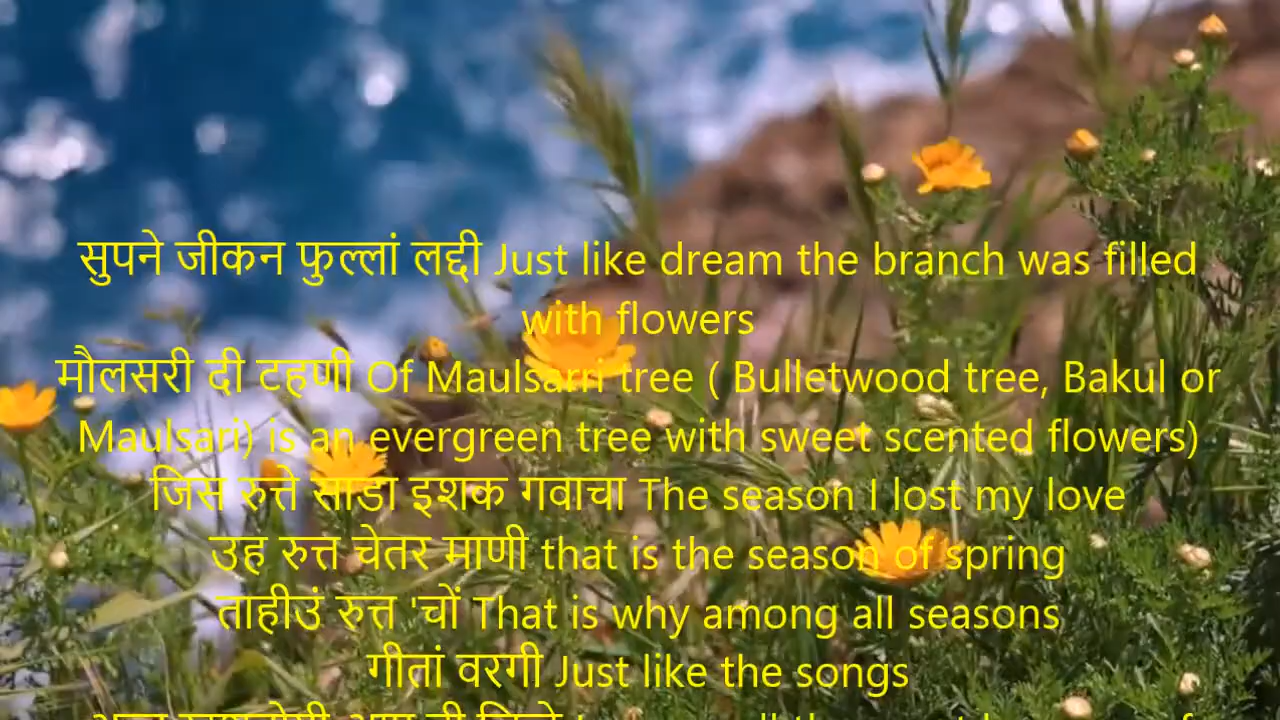 सुपने जीकन फुल्लां लद्दी Just like dream the branch was filled
with flowers
मौलसरी दी टहणी Of Maulsarri tree ( Bulletwood tree, Bakul or
Maulsari) is an evergreen tree with sweet scented flowers)
जिस रुत्ते साडा इशक गवाचा The season I lost my love
उह रुत्त चेतर माणी that is the season of spring
ताहीउं रुत्त 'चों That is why among all seasons
गीतां वरगी Just like the songs